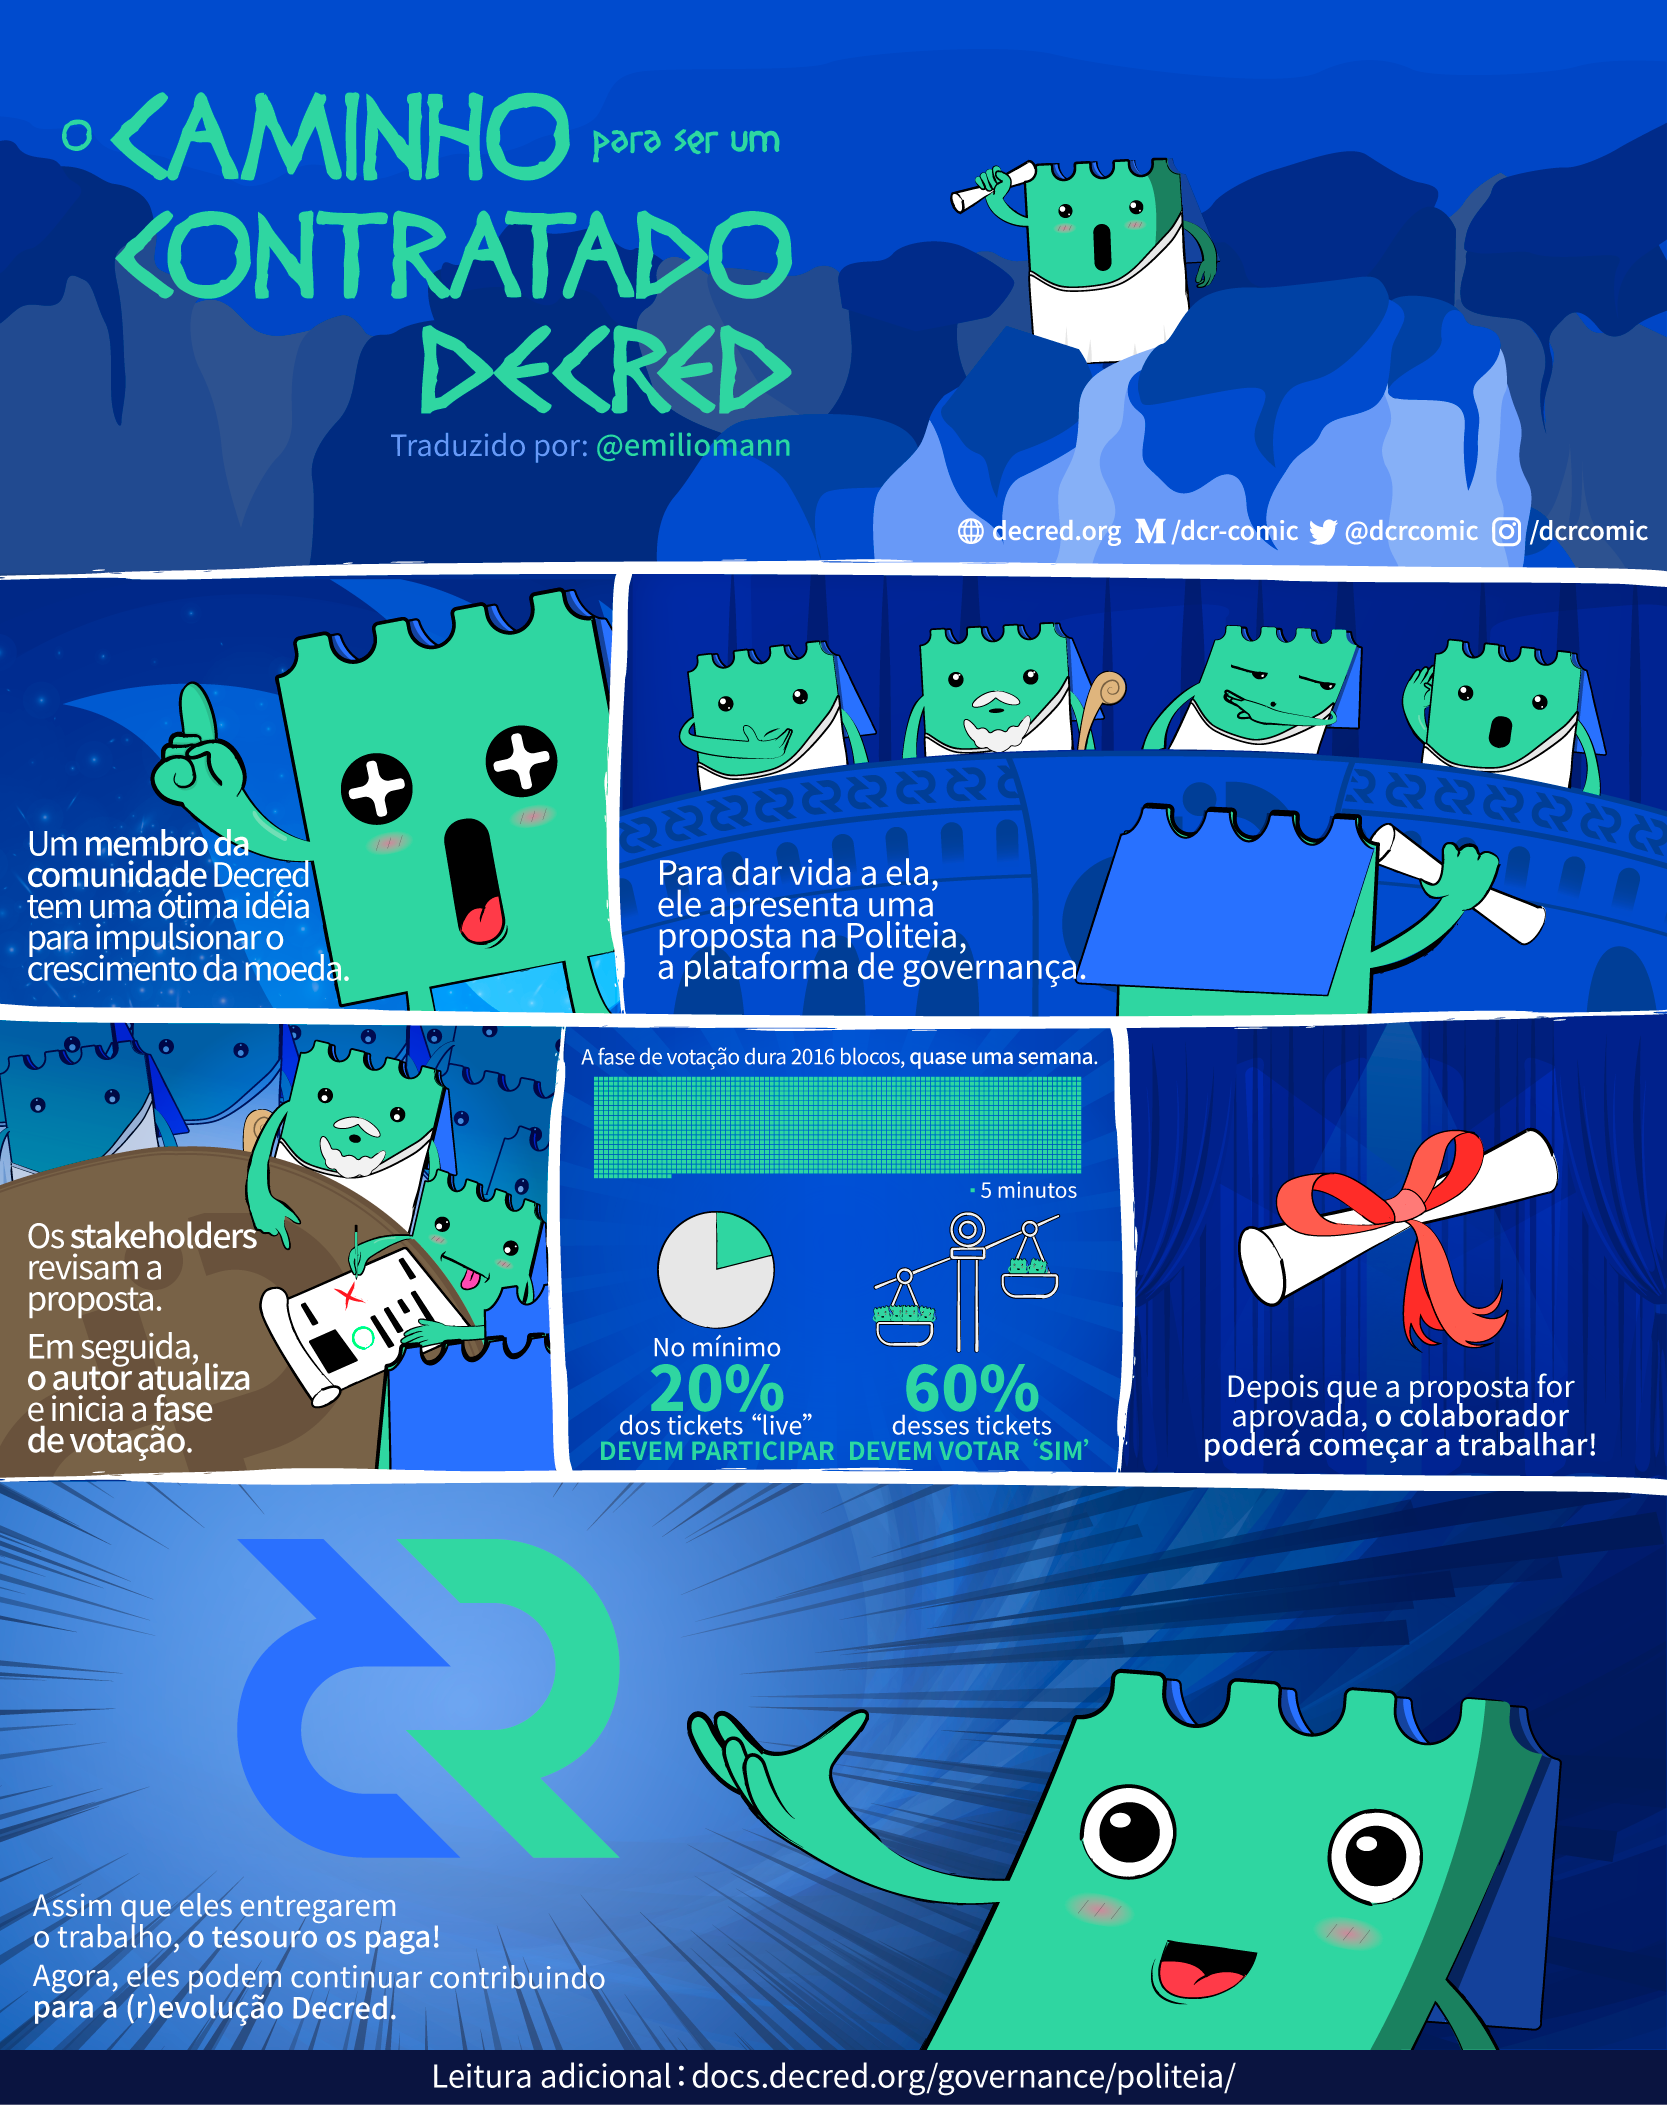 O CAMINHO para ser um
CONTRATADO
DECRED
Traduzido por: @emiliomann
decred.org M /dcr-comic @dcrcomic /dcrcomic
Um membro da
comunidade Decred
tem uma ótima idéia
para impulsionar o
crescimento da moeda.
Para dar vida a ela,
ele apresenta uma
proposta na Politeia,
a plataforma de governança.
Os stakeholders
revisam a
proposta.
Em seguida,
o autor atualiza
e inicia a fase
de votação.
A fase de votação dura 2016 blocos, quase uma semana.
5 minutos
No mínimo
20%
dos tickets “live”
DEVEM PARTICIPAR
60%
desses tickets
DEVEM VOTAR ‘SIM’
Depois que a proposta for
aprovada, o colaborador
poderá começar a trabalhar!
Assim que eles entregarem
o trabalho, o tesouro os paga!
Agora, eles podem continuar contribuindo
para a (r)evolução Decred.
Leitura adicional: docs.decred.org/governance/politeia/